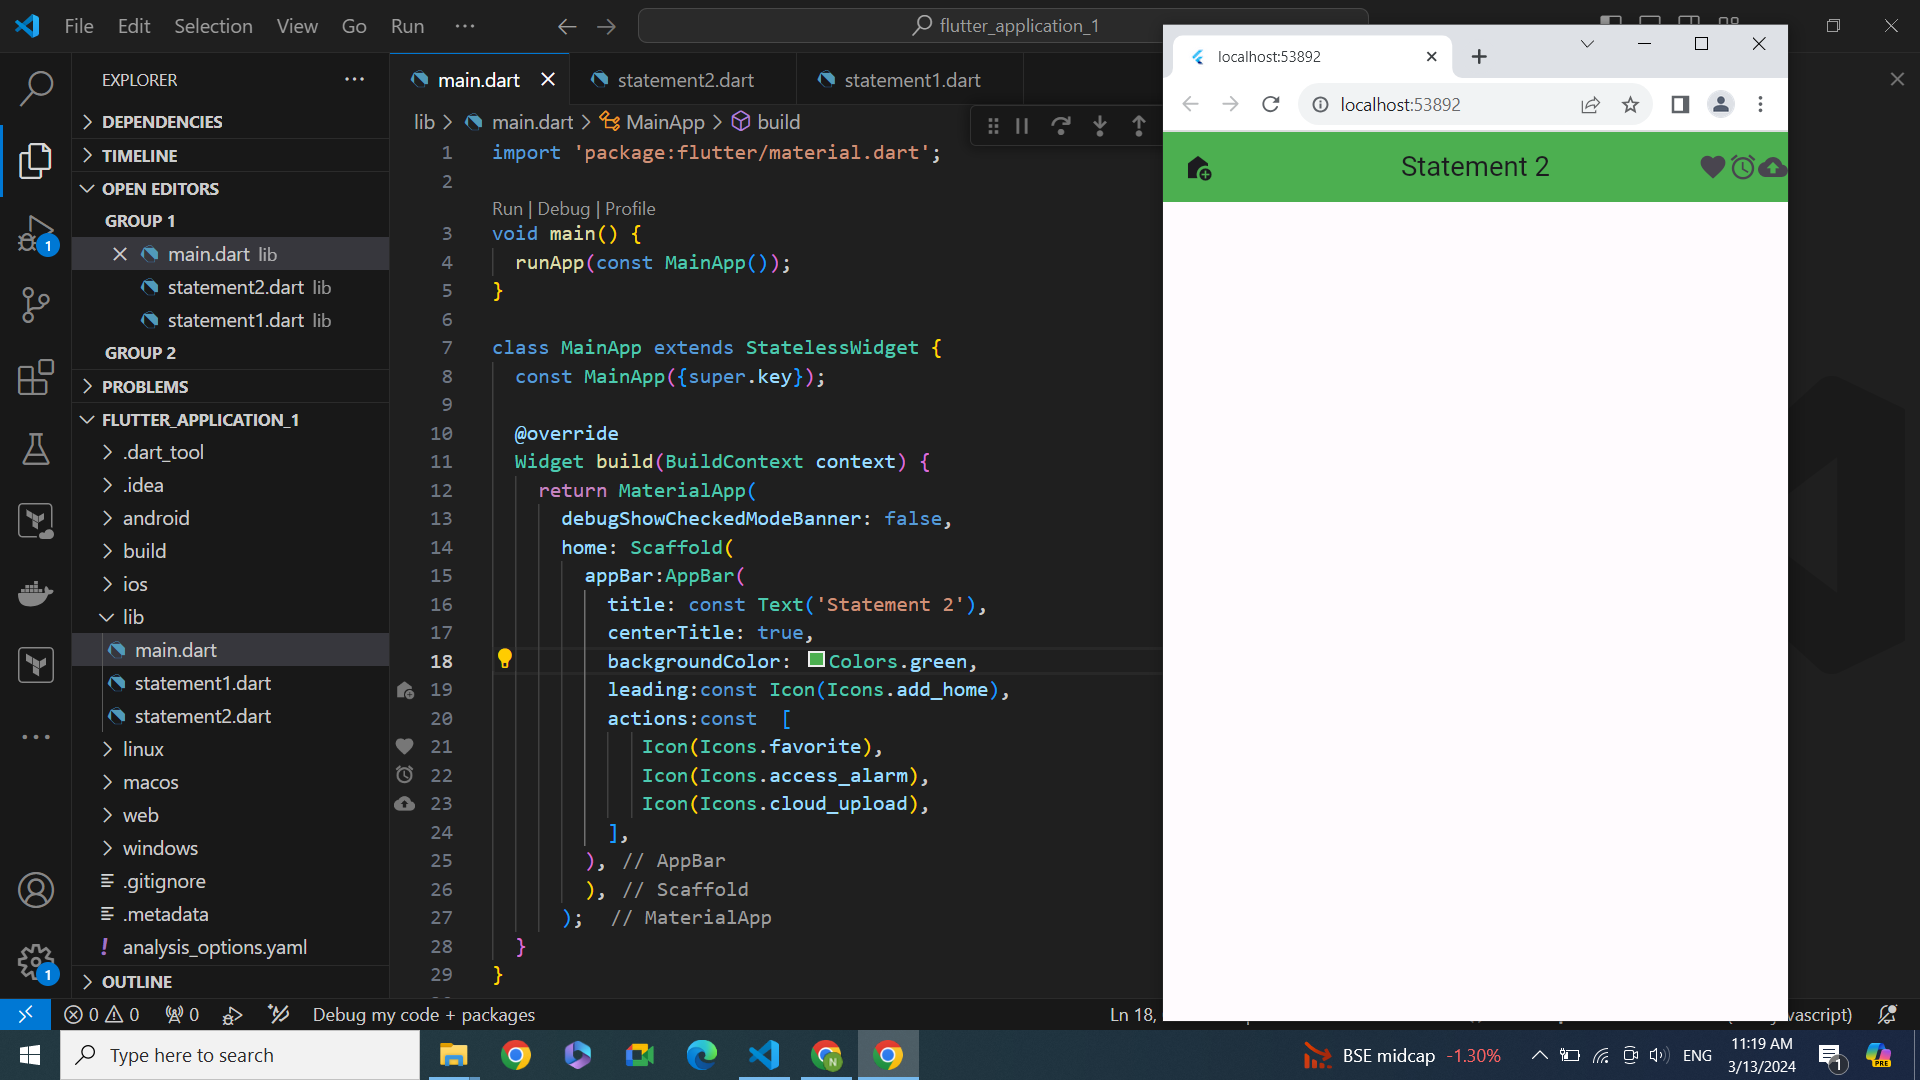 File Edit Selection View Go Run ···
flutter_application_1
EXPLORER
DEPENDENCIES
TIMELINE
OPEN EDITORS
GROUP 1
main.dart lib
statement2.dart lib
statement1.dart lib
GROUP 2
PROBLEMS
FLUTTER_APPLICATION_1
.dart_tool
.idea
android
build
ios
lib
main.dart
statement1.dart
statement2.dart
linux
macos
web
windows
.gitignore
.metadata
! analysis_options.yaml
OUTLINE
1
1
main.dart statement2.dart statement1.dart
lib > main.dart > MainApp > build
1 import 'package:flutter/material.dart';
2
Run | Debug | Profile
3 void main() {
4 runApp(const MainApp());
5 }
6
7 class MainApp extends StatelessWidget {
8 const MainApp({super.key});
9
10 @override
11 Widget build(BuildContext context) {
12 return MaterialApp(
13 debugShowCheckedModeBanner: false,
14 home: Scaffold(
15 appBar:AppBar(
16 title: const Text('Statement 2'),
17 centerTitle: true,
18 backgroundColor: Colors.green,
19 leading:const Icon(Icons.add_home),
20 actions:const [
21 Icon(Icons.favorite),
22 Icon(Icons.access_alarm),
23 Icon(Icons.cloud_upload),
24 ],
25 ), // AppBar
26 ), // Scaffold
27 ); // MaterialApp
28 }
29 }
localhost:53892
localhost:53892
Statement 2
0 0 0 Debug my code + packages Ln 18, vascript)
Type here to search
N
BSE midcap -1.30%
ENG
11:19 AM
3/13/2024
1
PRE